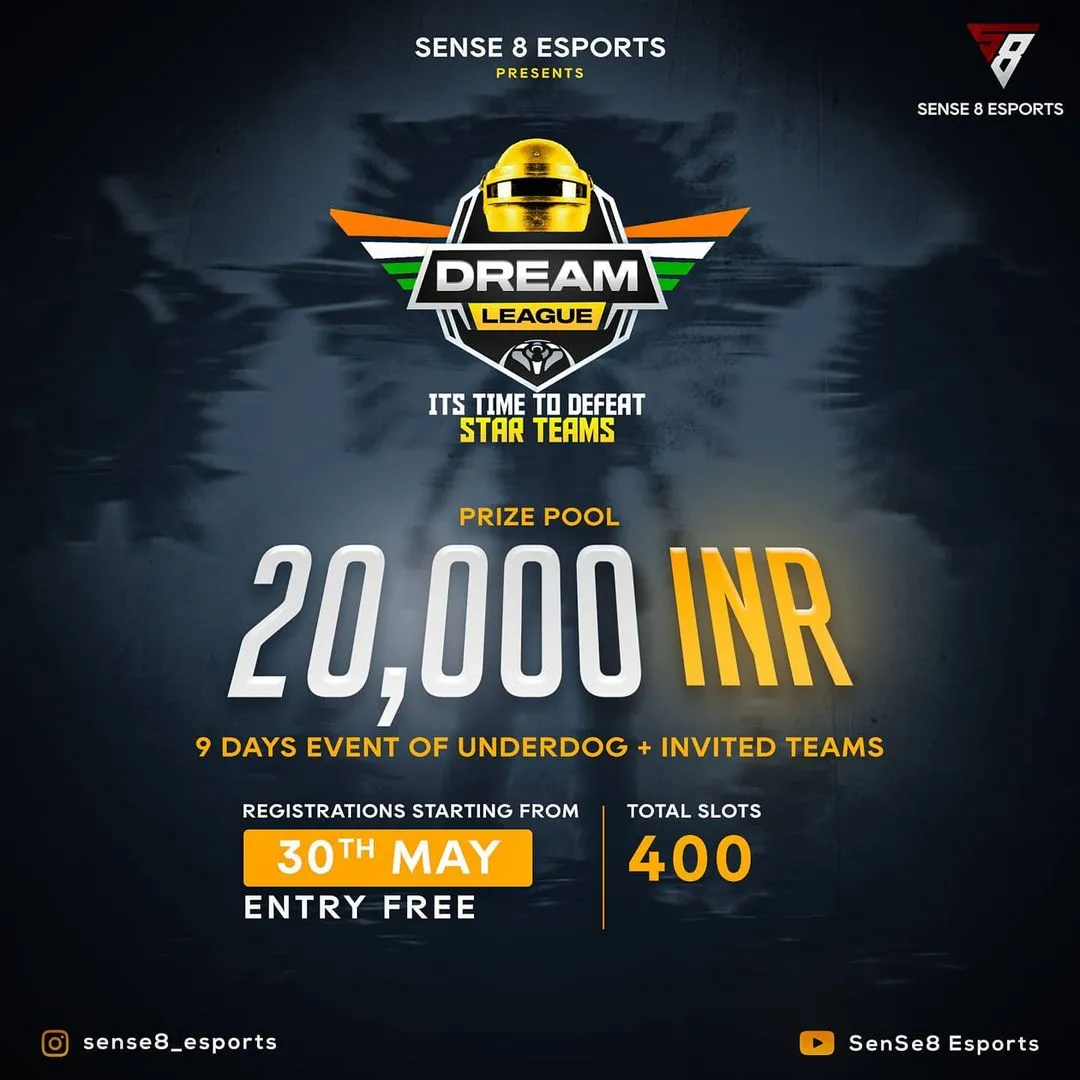 SENSE 8 ESPORTS
PRESENTS
S8
SENSE 8 ESPORTS
DREAM
LEAGUE
ITS TIME TO DEFEAT
STAR TEAMS
PRIZE POOL
20,000 INR
9 DAYS EVENT OF UNDERDOG + INVITED TEAMS
REGISTRATIONS STARTING FROM
30TH MAY
ENTRY FREE
TOTAL SLOTS
400
sense8_esports
SenSe8 Esports